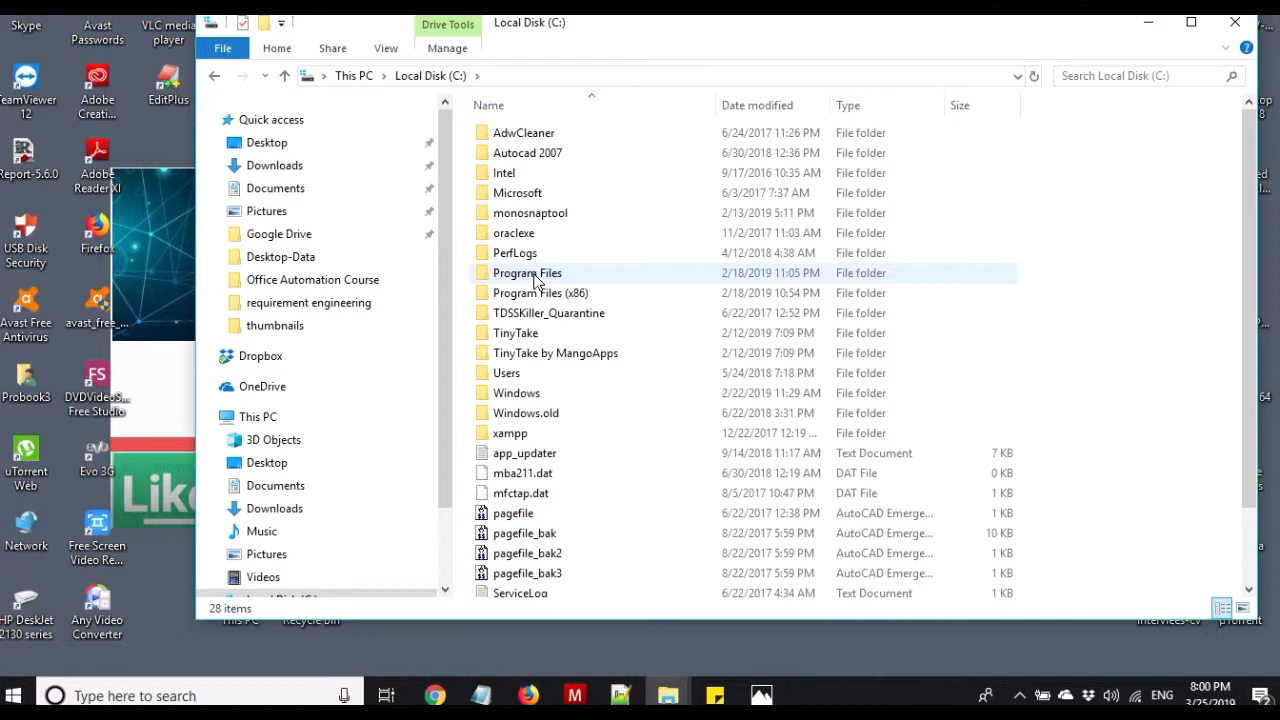 Skype
Avast
Passwords
VLC media
player
TeamViewer
12
Adobe
Creati...
EditPlus
Report-5.6.0
Adobe
Reader XI
USB Disk
Security
Firefox
Avast Free
Antivirus
avast_free_...
Probook3
DVDVideoS...
Free Studio
uTorrent
Web
Evo 3G
Network
Free Screen
Video Re...
HP DeskJet
2130 series
Any Video
Converter
Like
Drive Tools
Local Disk (C:)
File
Home
Share
View
Manage
This PC
Local Disk (C:)
Search Local Disk (C:)
Quick access
Desktop
Downloads
Documents
Pictures
Google Drive
Desktop-Data
Office Automation Course
requirement engineering
thumbnails
Dropbox
OneDrive
This PC
3D Objects
Desktop
Documents
Downloads
Music
Pictures
Videos
Name Date modified Type Size
AdwCleaner 6/24/2017 11:26 PM File folder
Autocad 2007 6/30/2018 12:36 PM File folder
Intel 9/17/2016 10:35 AM File folder
Microsoft 6/3/2017 7:37 AM File folder
monosnaptool 2/13/2019 5:11 PM File folder
oraclexe 11/2/2017 11:03 AM File folder
PerfLogs 4/12/2018 4:38 AM File folder
Program Files 2/18/2019 11:05 PM File folder
Program Files (x86) 2/18/2019 10:54 PM File folder
TDSSKiller_Quarantine 6/22/2017 12:52 PM File folder
TinyTake 2/12/2019 7:09 PM File folder
TinyTake by MangoApps 2/12/2019 7:09 PM File folder
Users 5/24/2018 7:18 PM File folder
Windows 2/22/2019 11:29 AM File folder
Windows.old 6/22/2018 3:31 PM File folder
xampp 12/22/2017 12:19 ... File folder
app_updater 9/14/2018 11:17 AM Text Document 7 KB
mba211.dat 6/30/2018 12:19 AM DAT File 0 KB
mfctap.dat 8/5/2017 10:47 PM DAT File 1 KB
pagefile 6/22/2017 12:38 PM AutoCAD Emerge... 1 KB
pagefile_bak 8/22/2017 5:59 PM AutoCAD Emerge... 10 KB
pagefile_bak2 8/22/2017 5:59 PM AutoCAD Emerge... 1 KB
pagefile_bak3 8/22/2017 5:59 PM AutoCAD Emerge... 1 KB
ServiceLog 6/22/2017 4:34 AM Text Document 1 KB
28 items
Type here to search
ENG
8:00 PM
3/25/2019